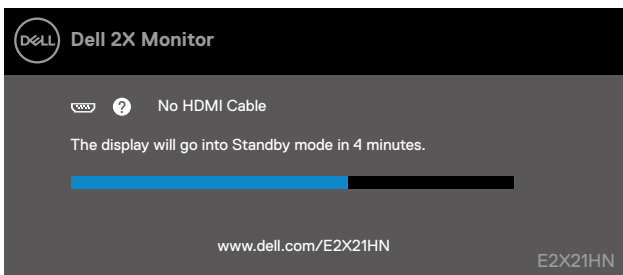 DELL Dell 2X Monitor
? No HDMI Cable
The display will go into Standby mode in 4 minutes.
www.dell.com/E2X21HN
E2X21HN